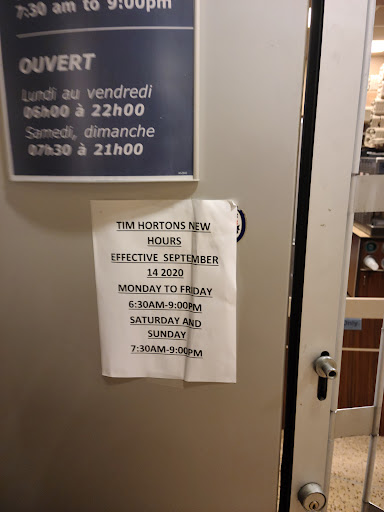 7:30 am to 9:00pm
OUVERT
Lundi au vendredi
06h00 à 22h00
Samedi, dimanche
07h30 à 21h00
TIM HORTONS NEW
HOURS
EFFECTIVE SEPTEMBER
14 2020
MONDAY TO FRIDAY
6:30AM-9:00PM
SATURDAY AND
SUNDAY
7:30AM-9:00PM